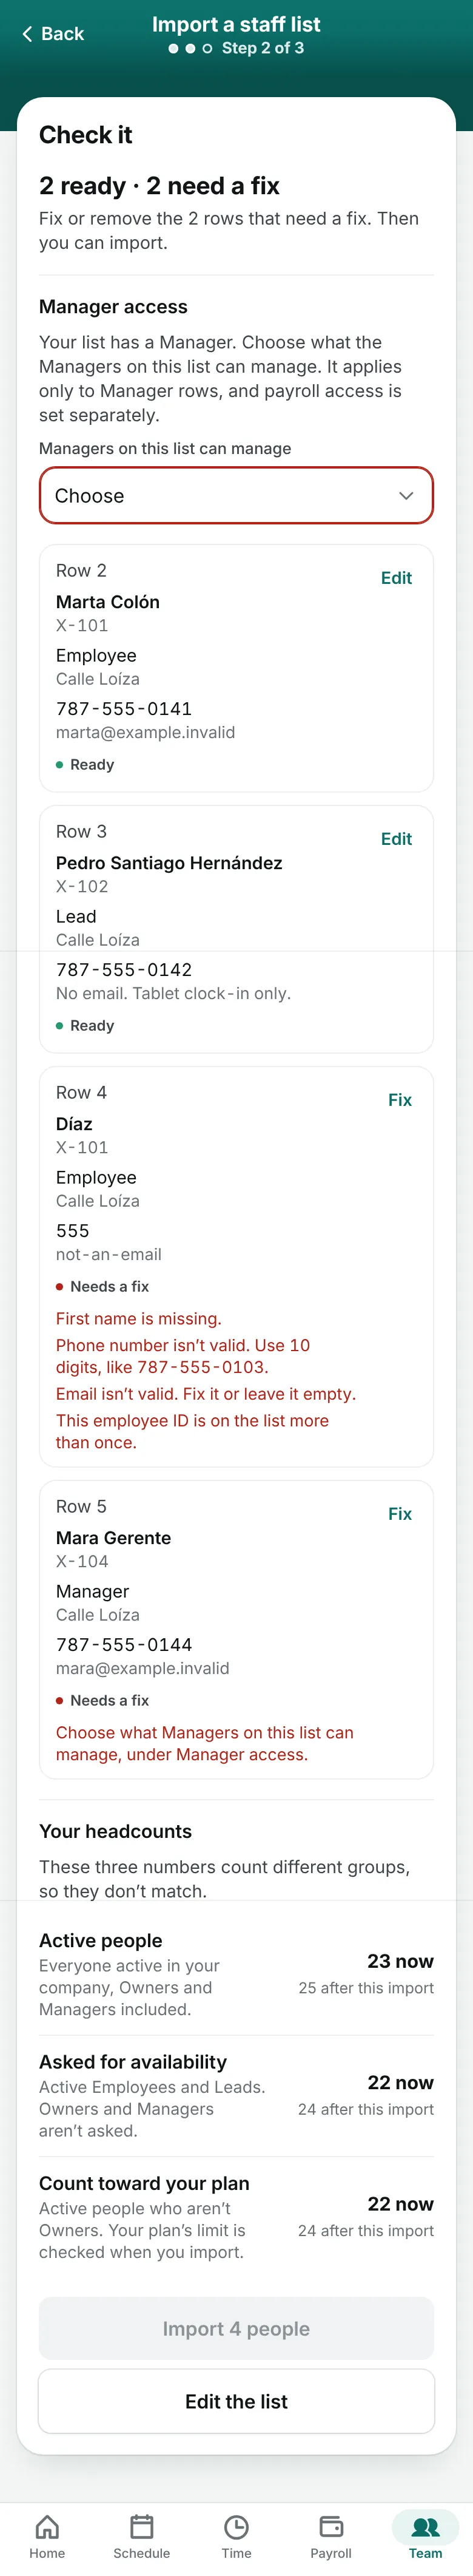 Back
Import a staff list
Step 2 of 3
Check it
2 ready · 2 need a fix
Fix or remove the 2 rows that need a fix. Then
you can import.
Manager access
Your list has a Manager. Choose what the
Managers on this list can manage. It applies
only to Manager rows, and payroll access is
set separately.
Managers on this list can manage
Choose
Row 2
Edit
Marta Colón
X-101
Employee
Calle Loíza
787-555-0141
marta@example.invalid
Ready
Row 3
Edit
Pedro Santiago Hernández
X-102
Lead
Calle Loíza
787-555-0142
No email. Tablet clock-in only.
Ready
Row 4
Fix
Díaz
X-101
Employee
Calle Loíza
555
not-an-email
Needs a fix
First name is missing.
Phone number isn’t valid. Use 10
digits, like 787-555-0103.
Email isn’t valid. Fix it or leave it empty.
This employee ID is on the list more
than once.
Row 5
Fix
Mara Gerente
X-104
Manager
Calle Loíza
787-555-0144
mara@example.invalid
Needs a fix
Choose what Managers on this list can
manage, under Manager access.
Your headcounts
These three numbers count different groups,
so they don’t match.
Active people
Everyone active in your
company, Owners and
Managers included.
23 now
25 after this import
Asked for availability
Active Employees and Leads.
Owners and Managers
aren’t asked.
22 now
24 after this import
Count toward your plan
Active people who aren’t
Owners. Your plan’s limit is
checked when you import.
22 now
24 after this import
Import 4 people
Edit the list
Home
Schedule
Time
Payroll
Team